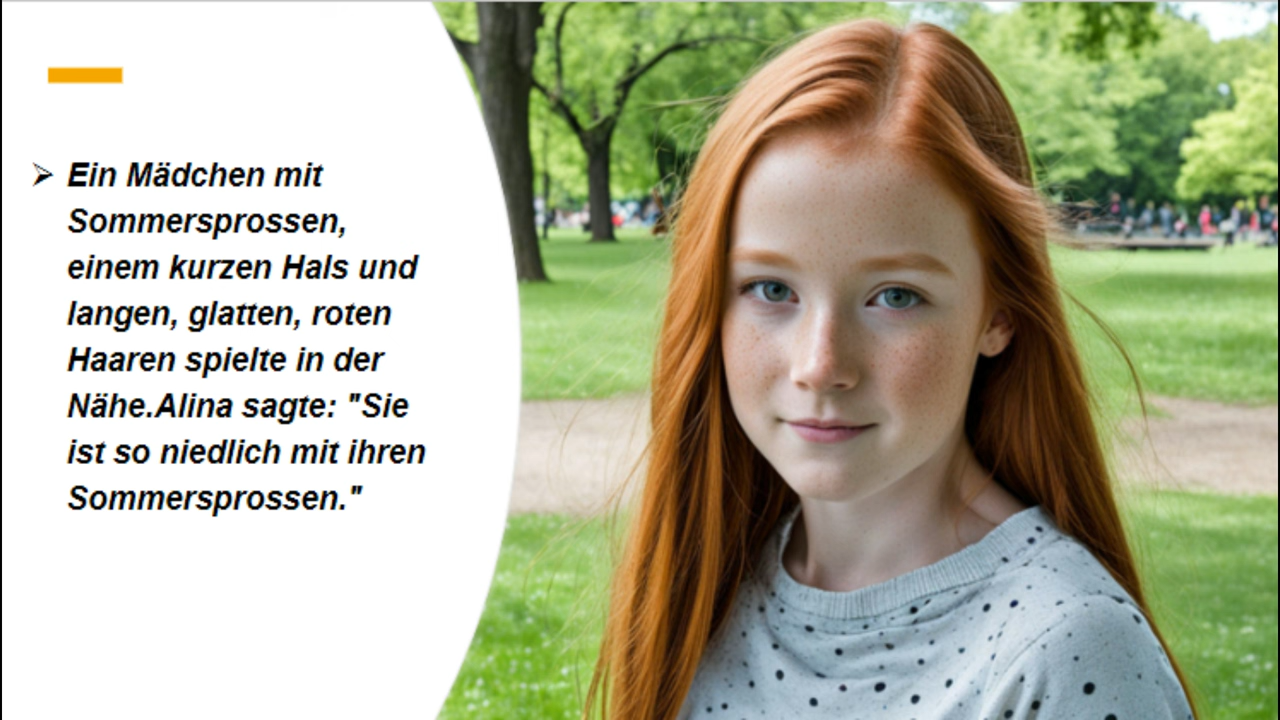 Ein Mädchen mit
Sommersprossen,
einem kurzen Hals und
langen, glatten, roten
Haaren spielte in der
Nähe.Alina sagte: "Sie
ist so niedlich mit ihren
Sommersprossen."